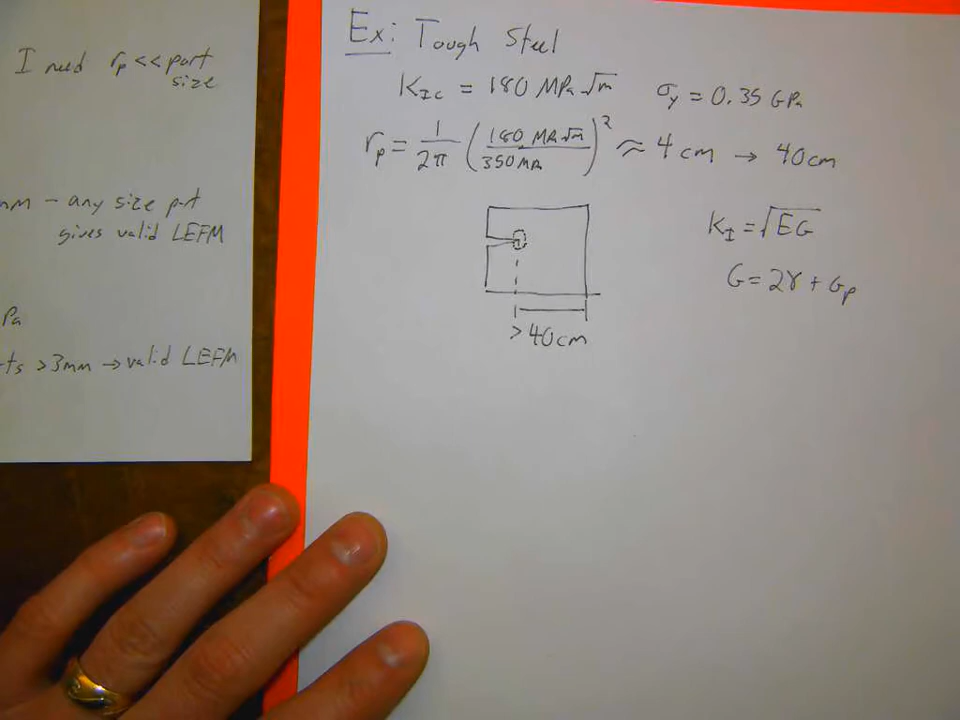 I need rp << part
size
mm - any size part
gives valid LEFM
Pa
ts >3mm → valid LEFM
Ex: Tough Steel
KIc = 180 MPa√m σy = 0.35 GPa
rp = 1/2π (180 MPa√m / 350 MPa)² ≈ 4 cm → 40cm
KI = √EG
G = 2γ + Gp
>40cm